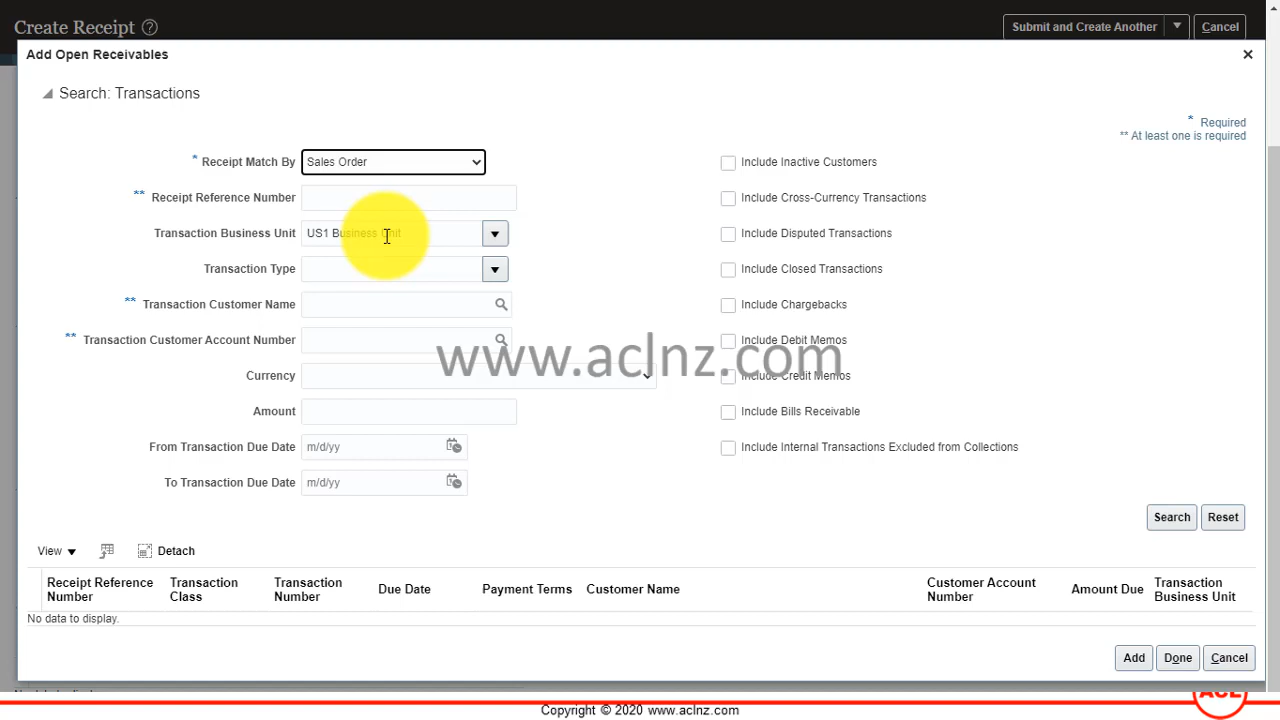 Create Receipt ?
Submit and Create Another
Cancel
Add Open Receivables
Search: Transactions
* Required
** At least one is required
* Receipt Match By Sales Order
** Receipt Reference Number
Transaction Business Unit US1 Business Unit
Transaction Type
** Transaction Customer Name
** Transaction Customer Account Number
Currency
Amount
From Transaction Due Date m/d/yy
To Transaction Due Date m/d/yy
Include Inactive Customers
Include Cross-Currency Transactions
Include Disputed Transactions
Include Closed Transactions
Include Chargebacks
Include Debit Memos
Include Credit Memos
Include Bills Receivable
Include Internal Transactions Excluded from Collections
www.aclnz.com
Search Reset
View Detach
Receipt Reference Number
Transaction Class
Transaction Number
Due Date
Payment Terms
Customer Name
Customer Account Number
Amount Due
Transaction Business Unit
No data to display.
Add Done Cancel
ACL
Copyright © 2020 www.aclnz.com